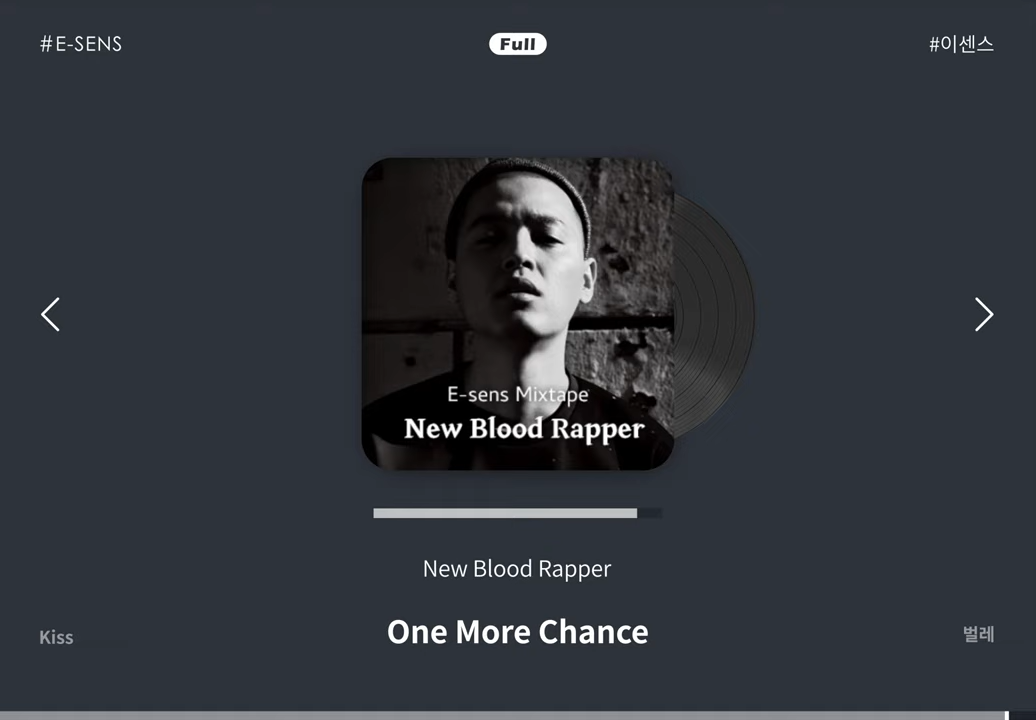 #E-SENS
Full
#이센스
E-sens Mixtape
New Blood Rapper
New Blood Rapper
One More Chance
Kiss
벌레